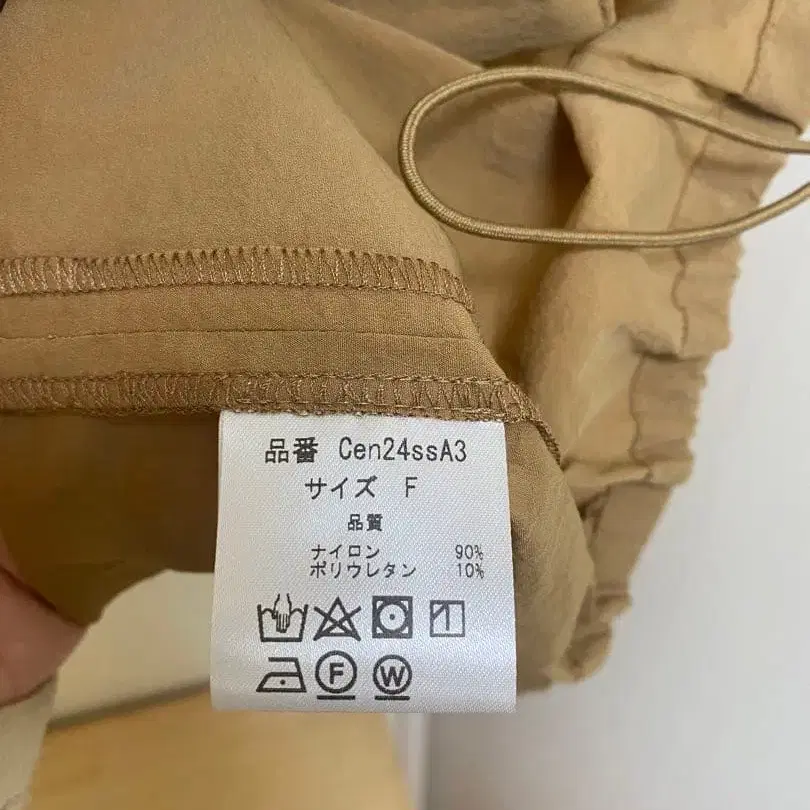 品番 Cen24ssA3
サイズ F
品質
ナイロン 90%
ポリウレタン 10%
F W